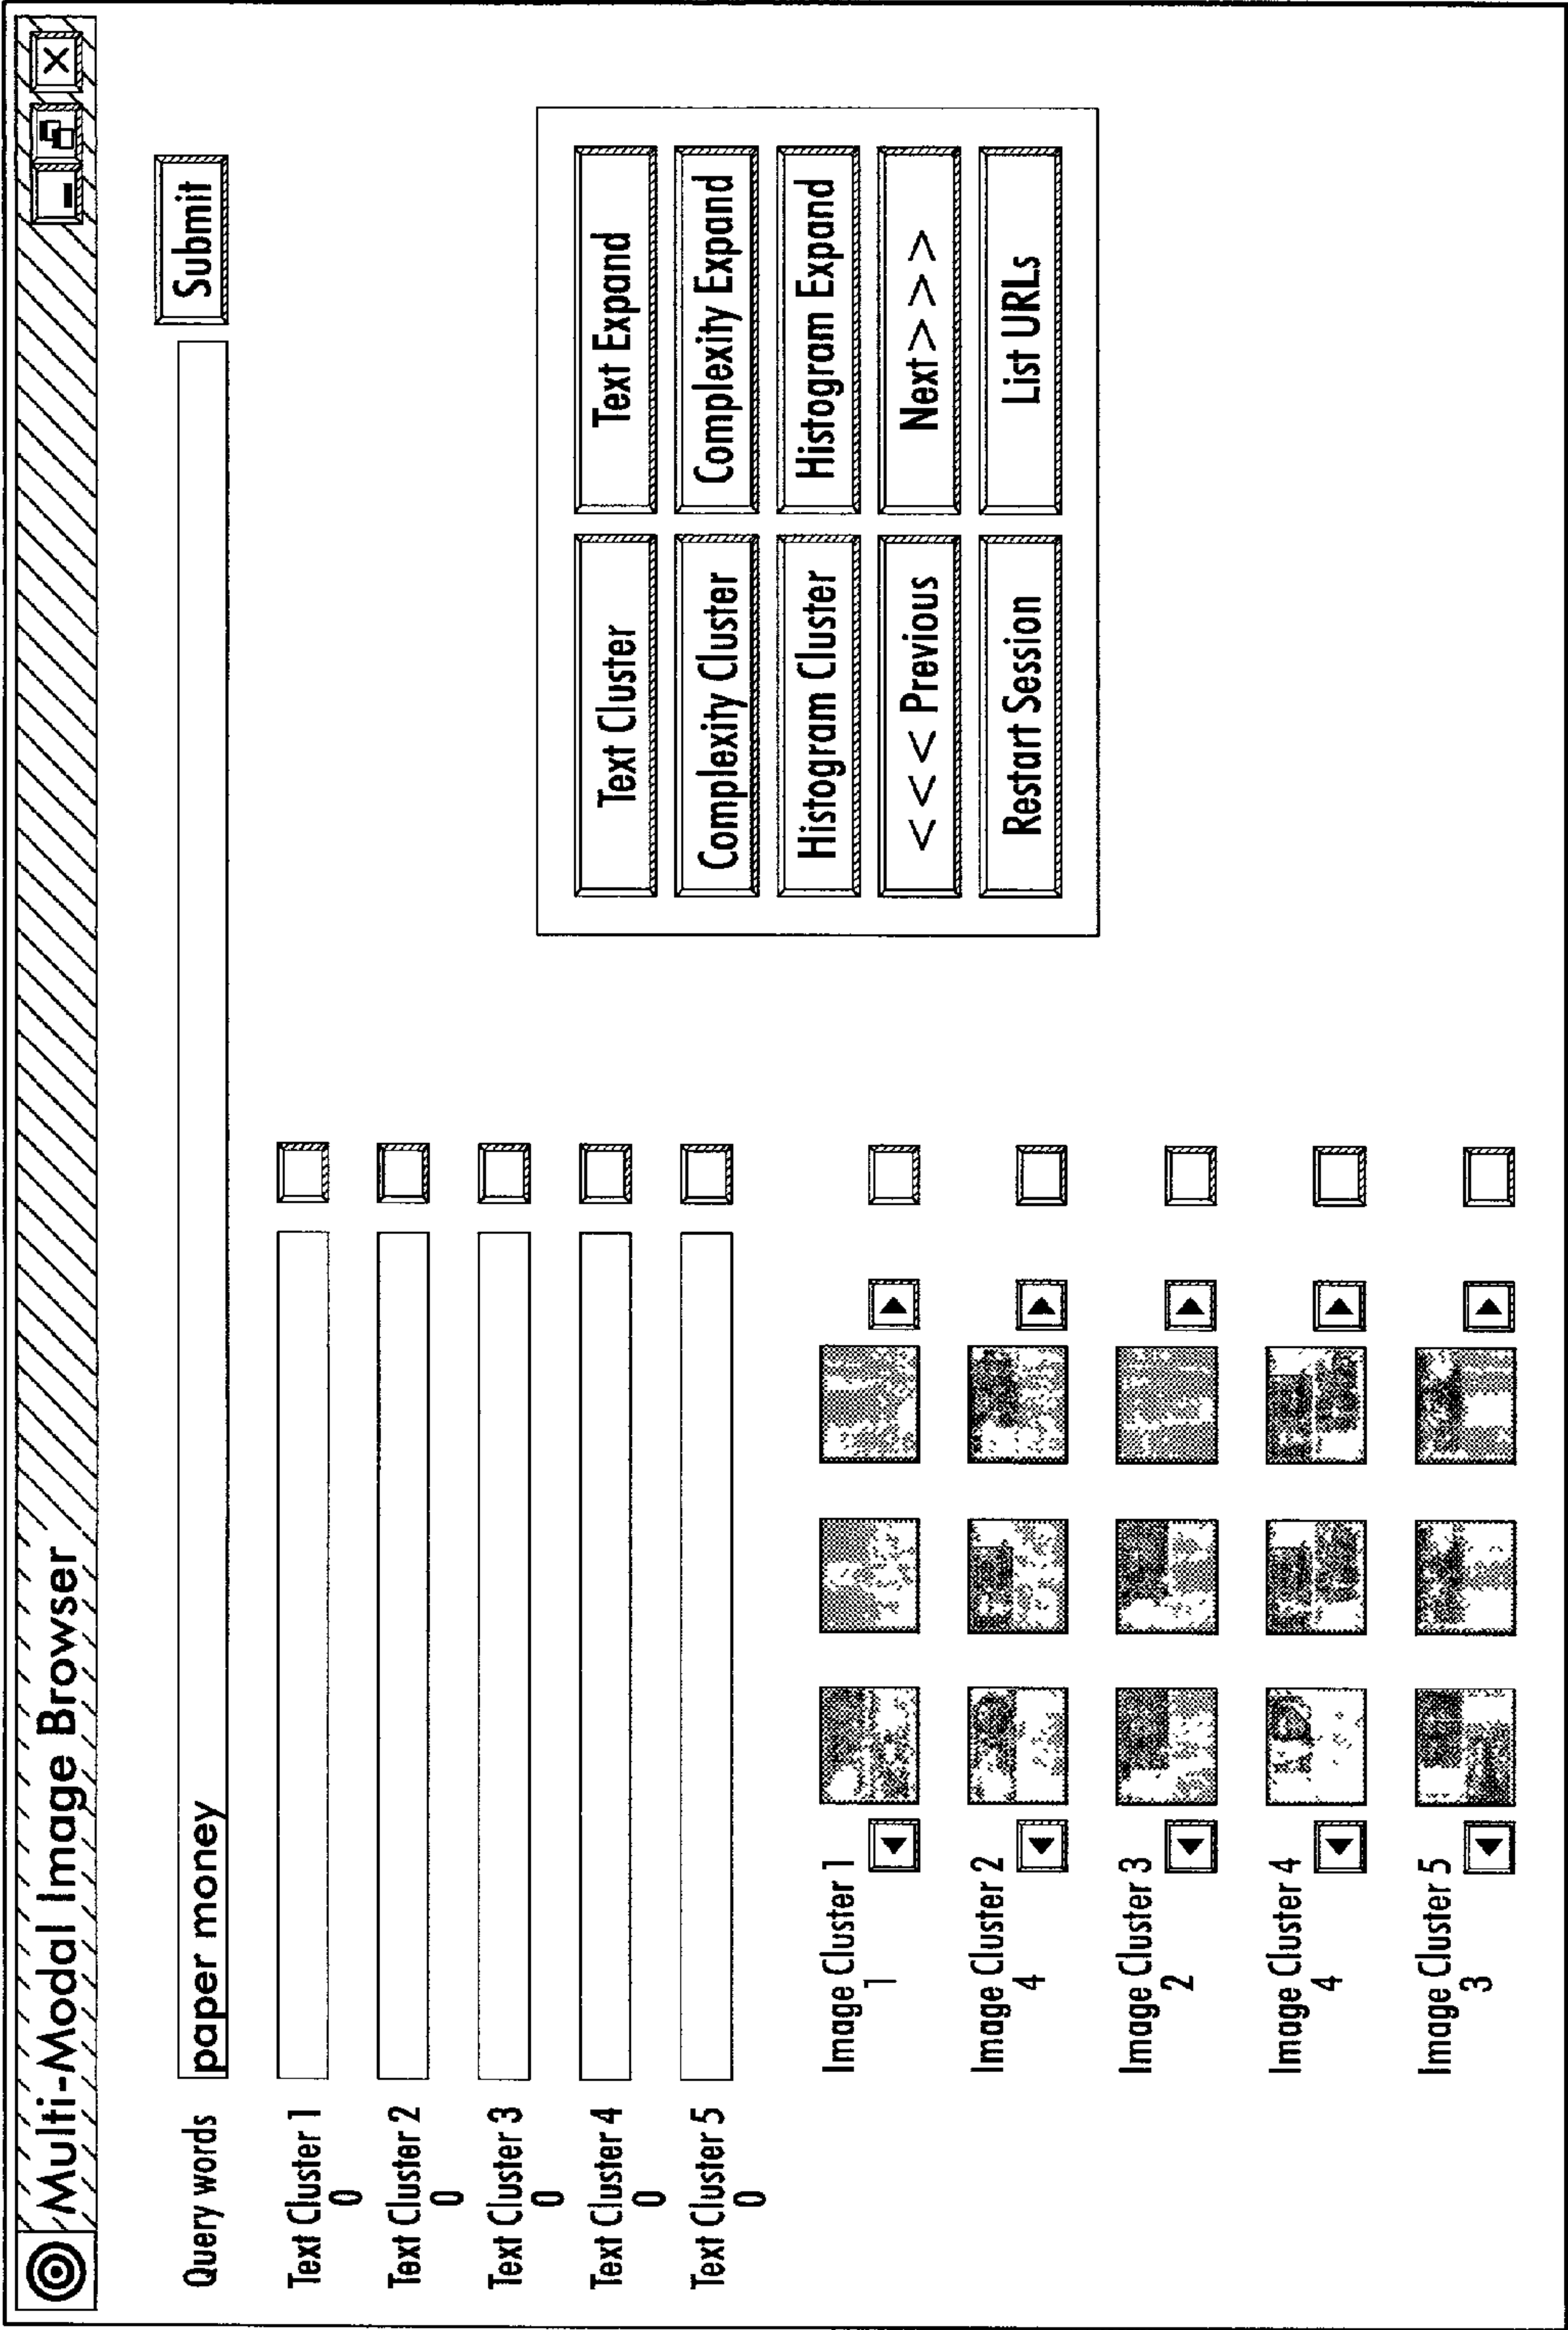 Multi-Modal Image Browser
Query words paper money Submit
Text Cluster 1
0
Text Cluster 2
0
Text Cluster 3
0
Text Cluster 4
0
Text Cluster 5
0
Text Cluster Text Expand
Complexity Cluster Complexity Expand
Histogram Cluster Histogram Expand
<<< Previous Next>>>
Restart Session List URLs
Image Cluster 1
1
Image Cluster 2
4
Image Cluster 3
2
Image Cluster 4
4
Image Cluster 5
3